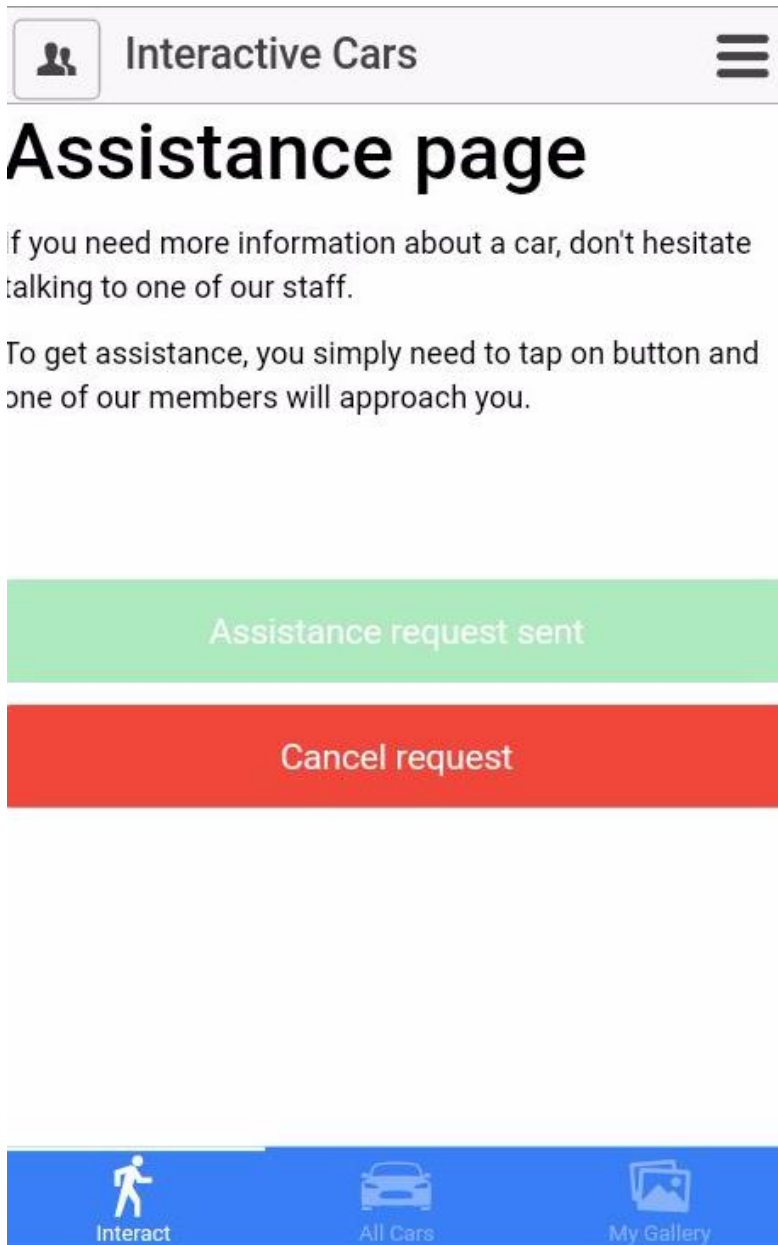 Interactive Cars
Assistance page
If you need more information about a car, don't hesitate
talking to one of our staff.
To get assistance, you simply need to tap on button and
one of our members will approach you.
Assistance request sent
Cancel request
Interact
All Cars
My Gallery